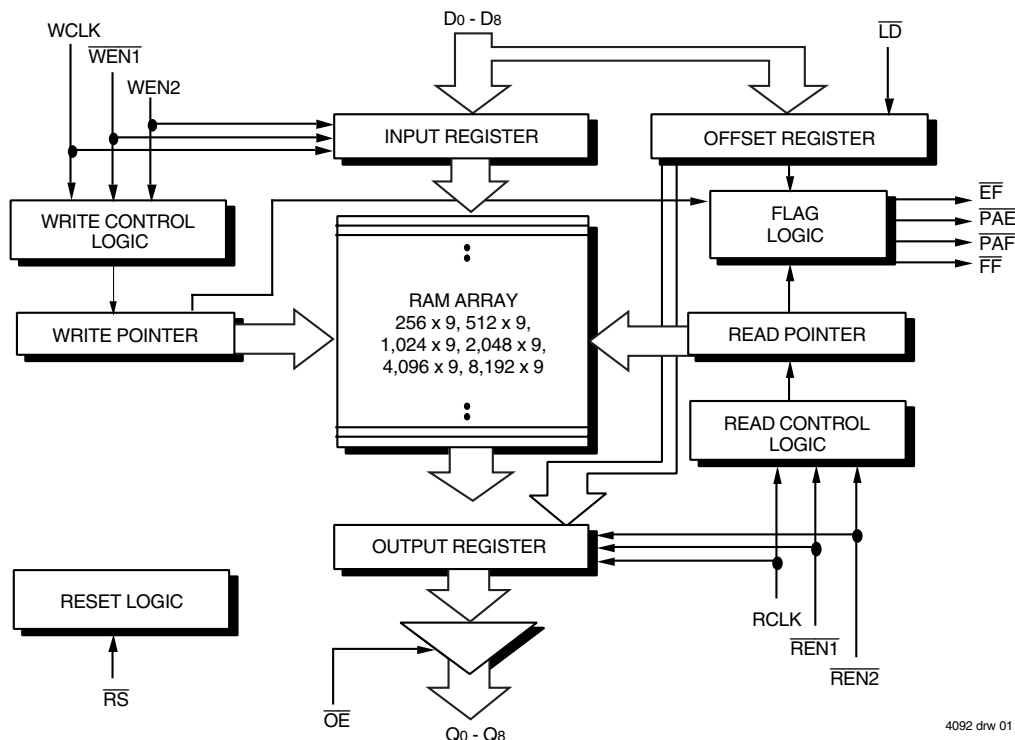 WCLK
WEN1
WEN2
D0 - D8
LD
INPUT REGISTER
OFFSET REGISTER
WRITE CONTROL
LOGIC
FLAG
LOGIC
EF
PAE
PAF
FF
WRITE POINTER
RAM ARRAY
256 x 9, 512 x 9,
1,024 x 9, 2,048 x 9,
4,096 x 9, 8,192 x 9
READ POINTER
READ CONTROL
LOGIC
OUTPUT REGISTER
RESET LOGIC
RCLK
REN1
REN2
RS
OE
Q0 - Q8
4092 drw 01